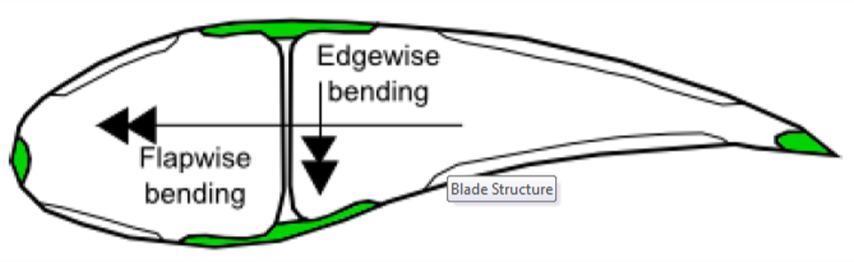 Edgewise
bending
Flapwise
bending
Blade Structure